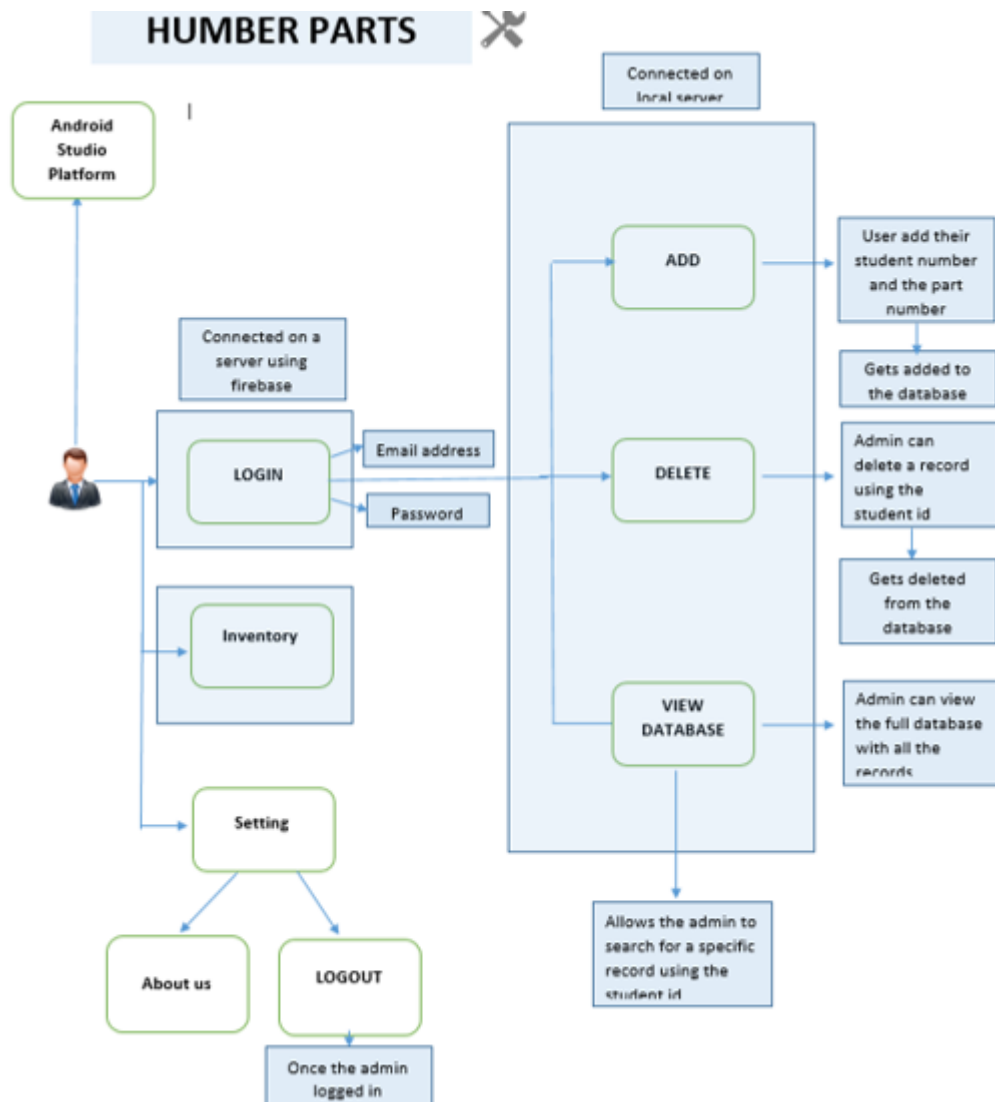 HUMBER PARTS
Connected on
local server
Android
Studio
Platform
ADD
User add their
student number
and the part
number
Connected on a
server using
firebase
Gets added to
the database
LOGIN
Email address
Password
DELETE
Admin can
delete a record
using the
student id
Gets deleted
from the
database
Inventory
VIEW
DATABASE
Admin can view
the full database
with all the
records
Setting
Allows the admin to
search for a specific
record using the
student id
About us
LOGOUT
Once the admin
logged in